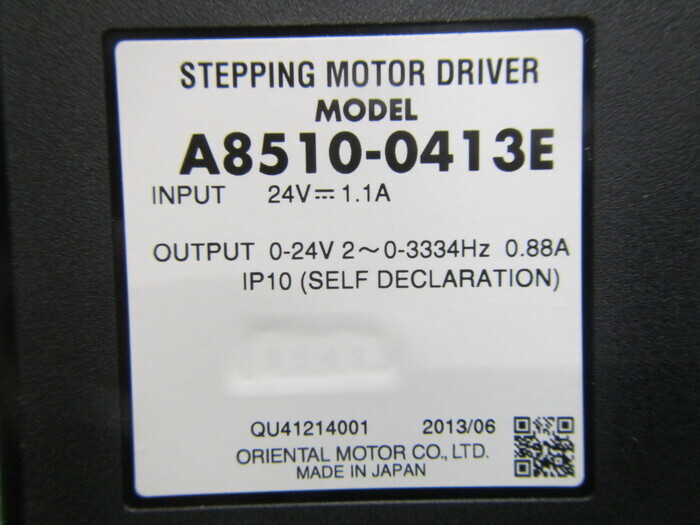 STEPPING MOTOR DRIVER
MODEL
A8510-0413E
INPUT 24V⎓1.1A
OUTPUT 0-24V 2～0-3334Hz 0.88A
IP10 (SELF DECLARATION)
QU41214001 2013/06
ORIENTAL MOTOR CO., LTD.
MADE IN JAPAN